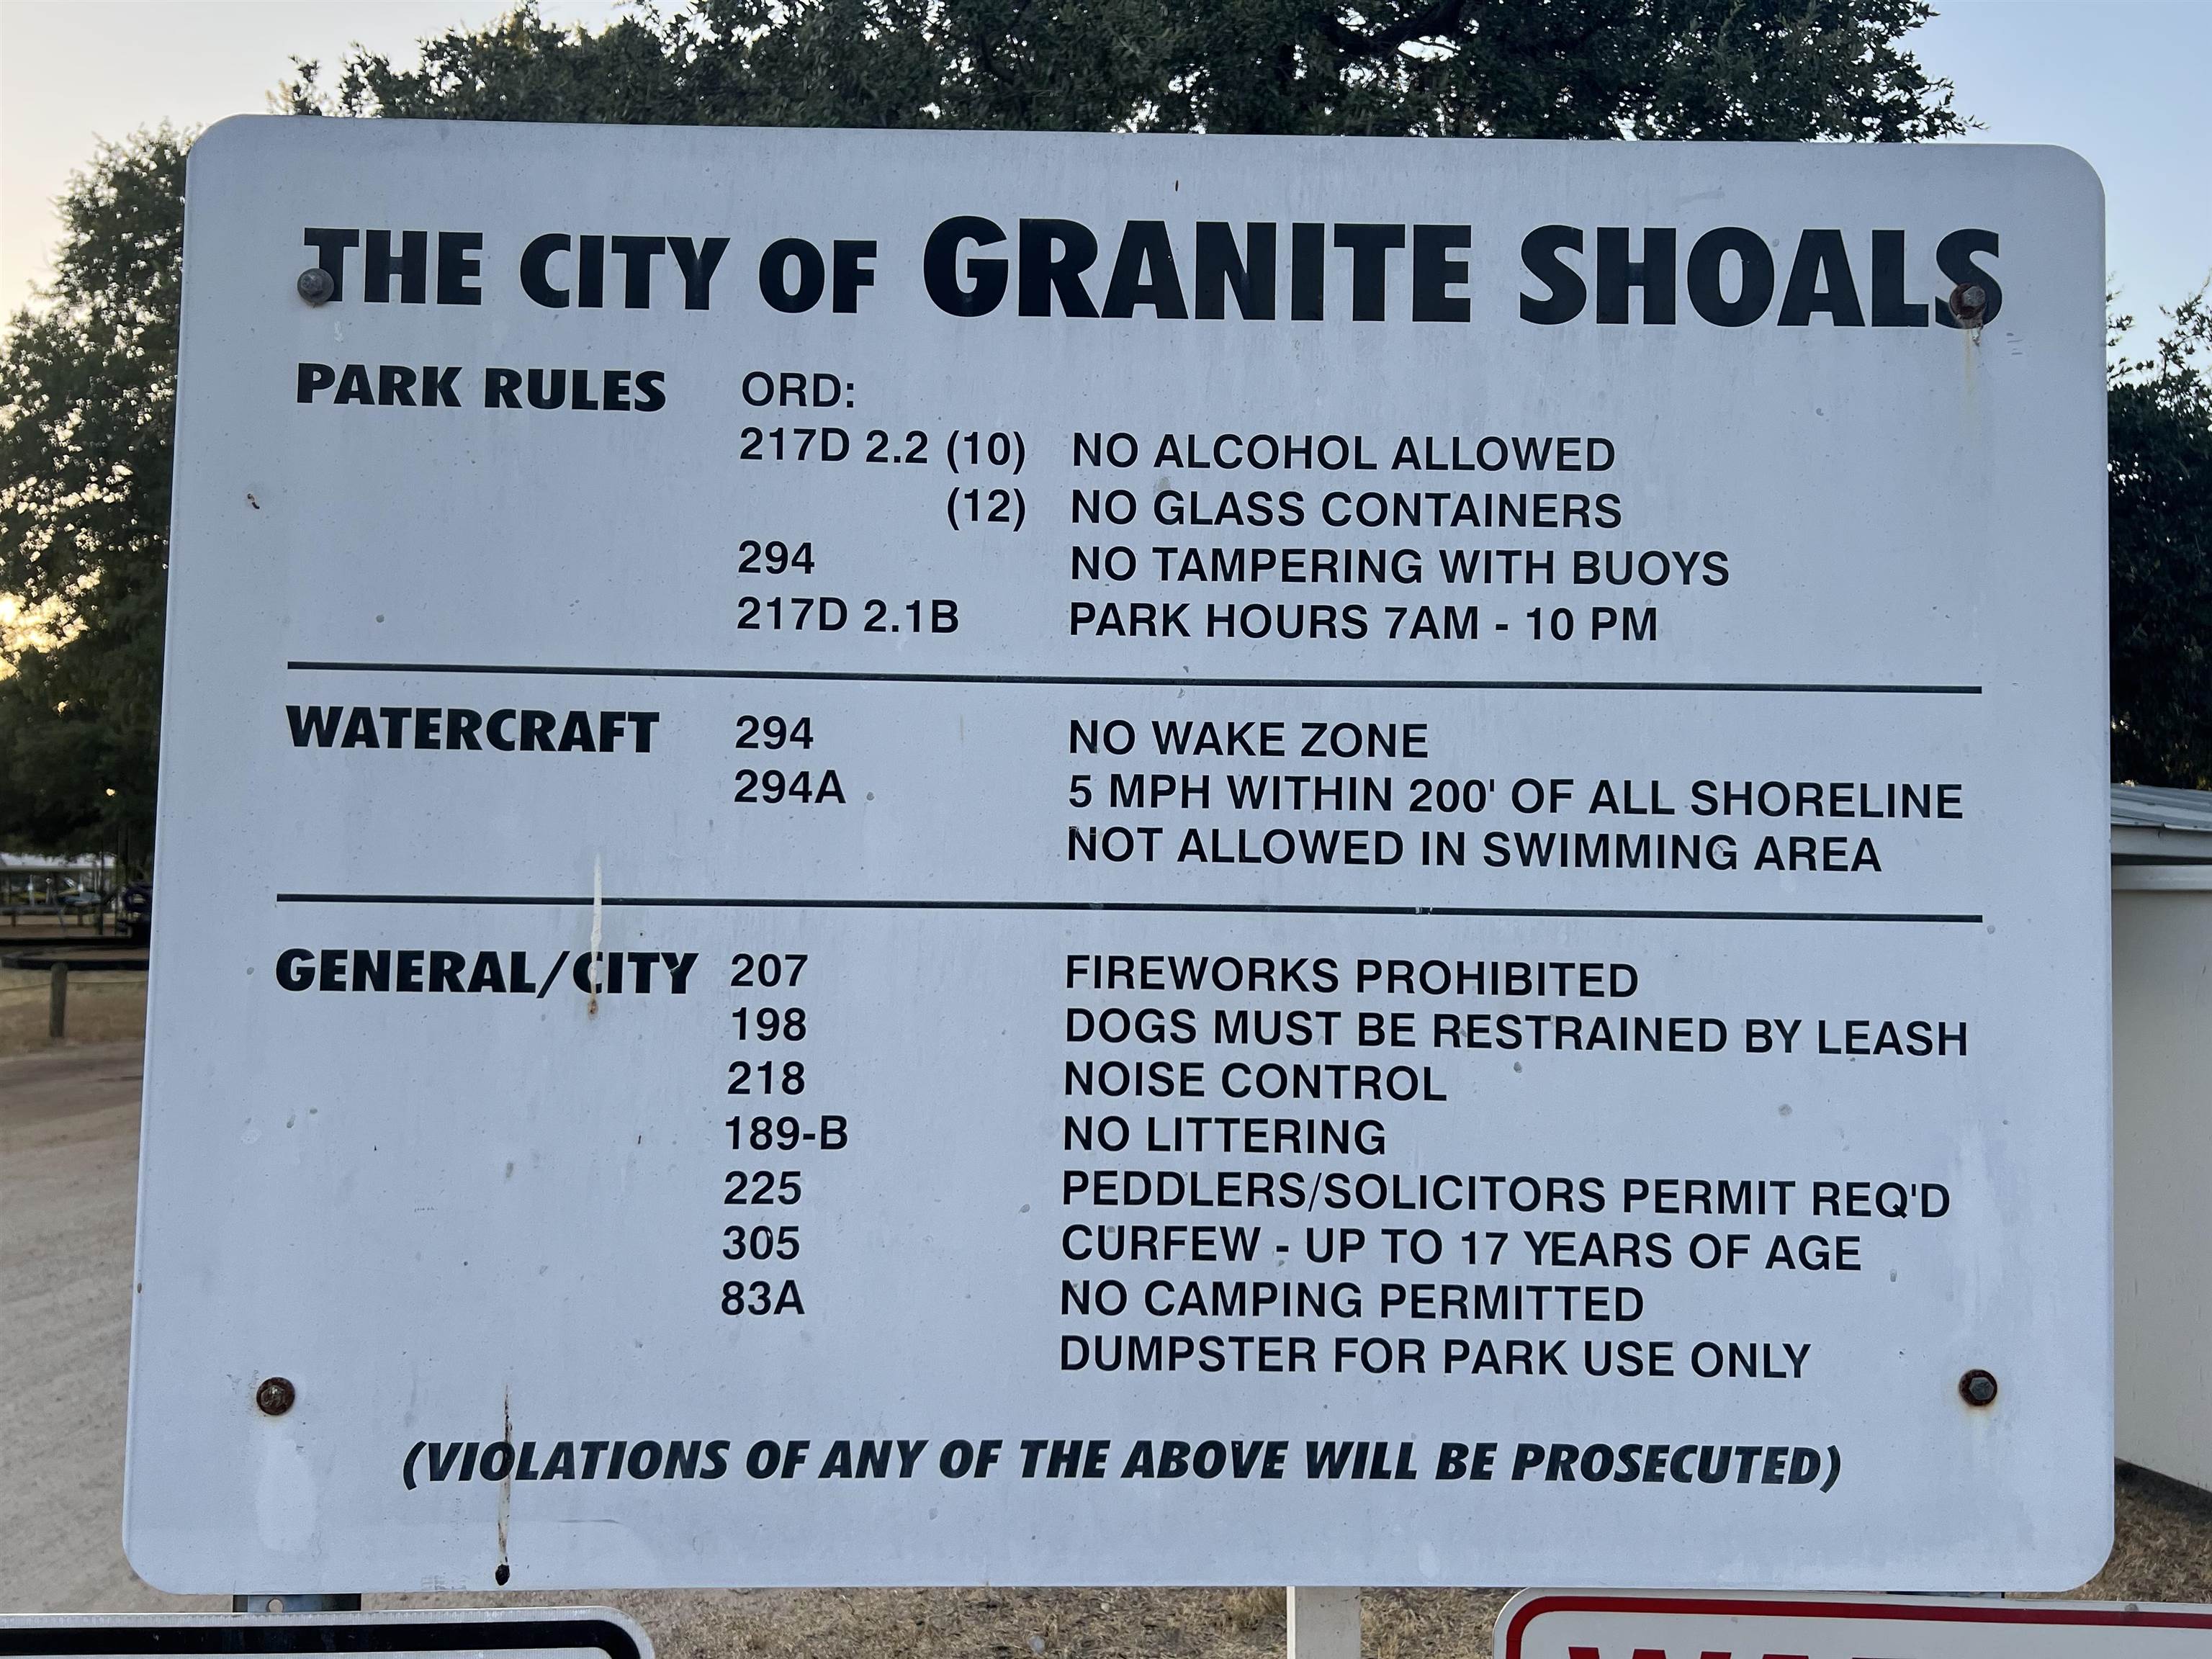 THE CITY OF GRANITE SHOALS
PARK RULES ORD:
217D 2.2 (10) NO ALCOHOL ALLOWED
(12) NO GLASS CONTAINERS
294 NO TAMPERING WITH BUOYS
217D 2.1B PARK HOURS 7AM - 10 PM
WATERCRAFT 294 NO WAKE ZONE
294A 5 MPH WITHIN 200' OF ALL SHORELINE
NOT ALLOWED IN SWIMMING AREA
GENERAL/CITY 207 FIREWORKS PROHIBITED
198 DOGS MUST BE RESTRAINED BY LEASH
218 NOISE CONTROL
189-B NO LITTERING
225 PEDDLERS/SOLICITORS PERMIT REQ'D
305 CURFEW - UP TO 17 YEARS OF AGE
83A NO CAMPING PERMITTED
DUMPSTER FOR PARK USE ONLY
(VIOLATIONS OF ANY OF THE ABOVE WILL BE PROSECUTED)